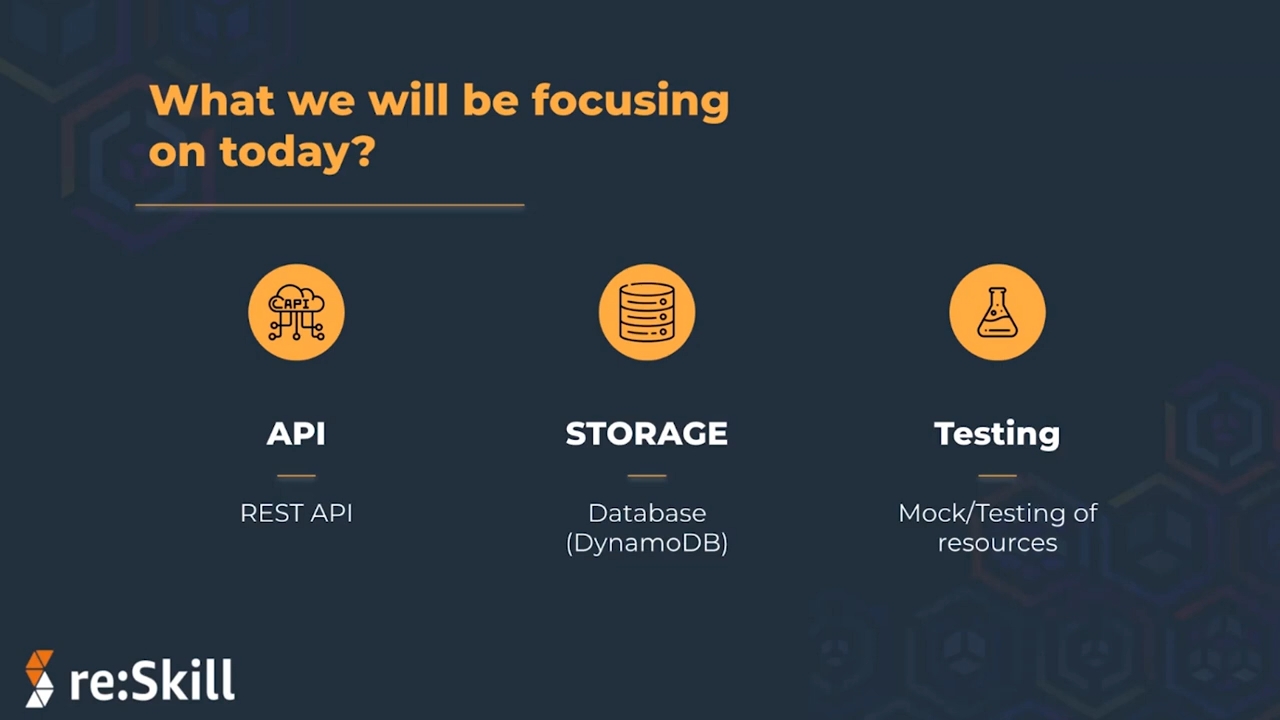 What we will be focusing
on today?
API
API
REST API
STORAGE
Database
(DynamoDB)
Testing
Mock/Testing of
resources
re:Skill